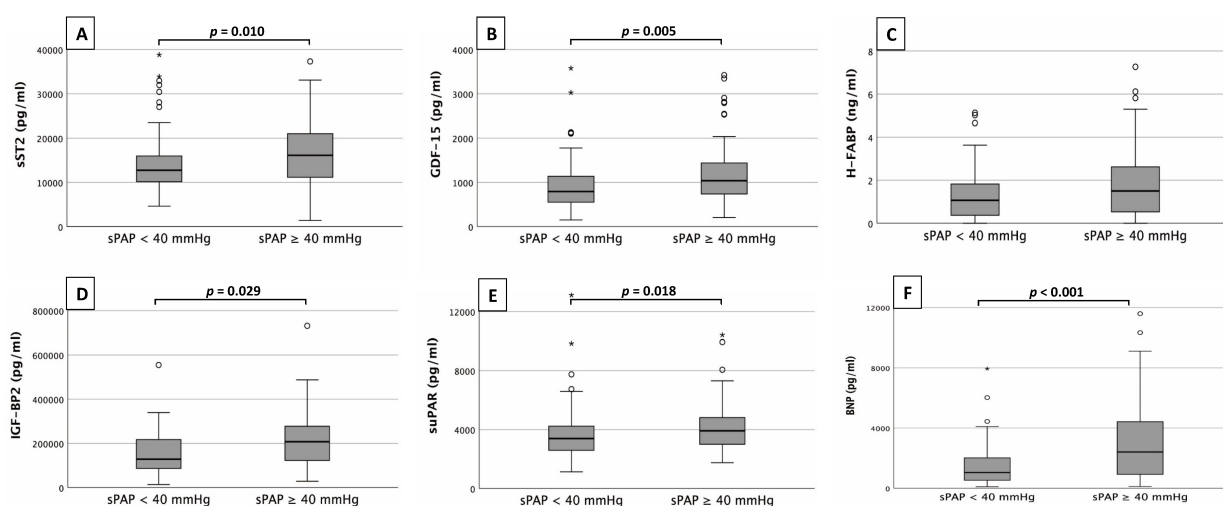 A
p = 0.010
sST2 (pg/ml)
40000
30000
20000
10000
0
sPAP < 40 mmHg
sPAP ≥ 40 mmHg
B
p = 0.005
GDF-15 (pg/ml)
4000
3000
2000
1000
0
sPAP < 40 mmHg
sPAP ≥ 40 mmHg
C
H-FABP (ng/ml)
8
6
4
2
0
sPAP < 40 mmHg
sPAP ≥ 40 mmHg
D
p = 0.029
IGF-BP2 (pg/ml)
800000
600000
400000
200000
0
sPAP < 40 mmHg
sPAP ≥ 40 mmHg
E
p = 0.018
suPAR (pg/ml)
12000
8000
4000
0
sPAP < 40 mmHg
sPAP ≥ 40 mmHg
F
p < 0.001
BNP (pg/ml)
12000
8000
4000
0
sPAP < 40 mmHg
sPAP ≥ 40 mmHg